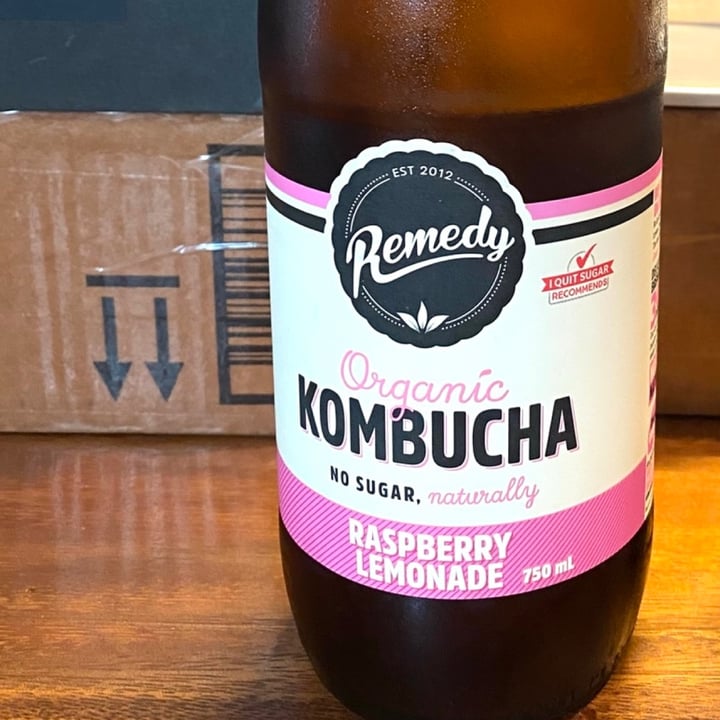 EST 2012
Remedy
I QUIT SUGAR
RECOMMENDS
Organic
KOMBUCHA
NO SUGAR, naturally
RASPBERRY
LEMONADE 750 mL